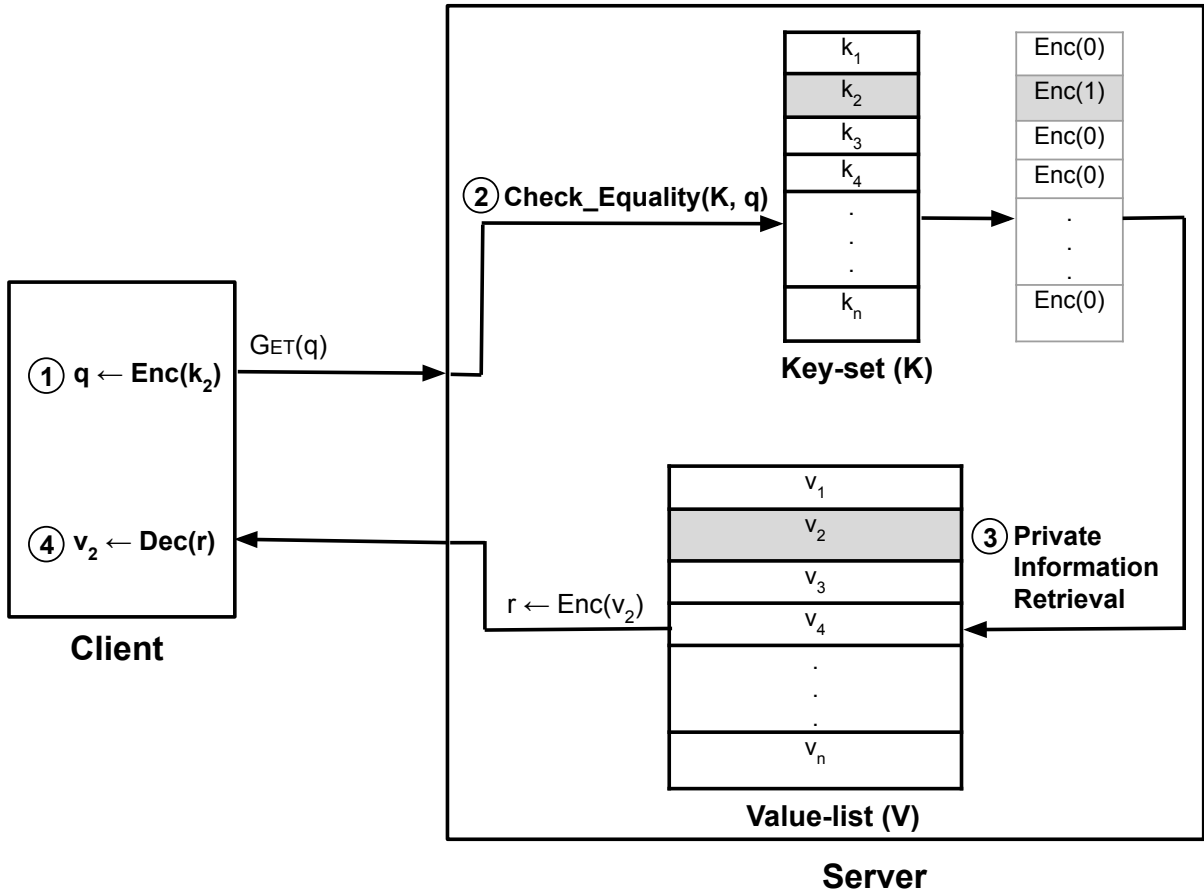 k₁
k₂
k₃
k₄
.
.
.
kₙ
Key-set (K)
Enc(0)
Enc(1)
Enc(0)
Enc(0)
.
.
.
Enc(0)
② Check_Equality(K, q)
GET(q)
① q ← Enc(k₂)
④ v₂ ← Dec(r)
Client
v₁
v₂
v₃
v₄
.
.
.
vₙ
Value-list (V)
③ Private
Information
Retrieval
r ← Enc(v₂)
Server